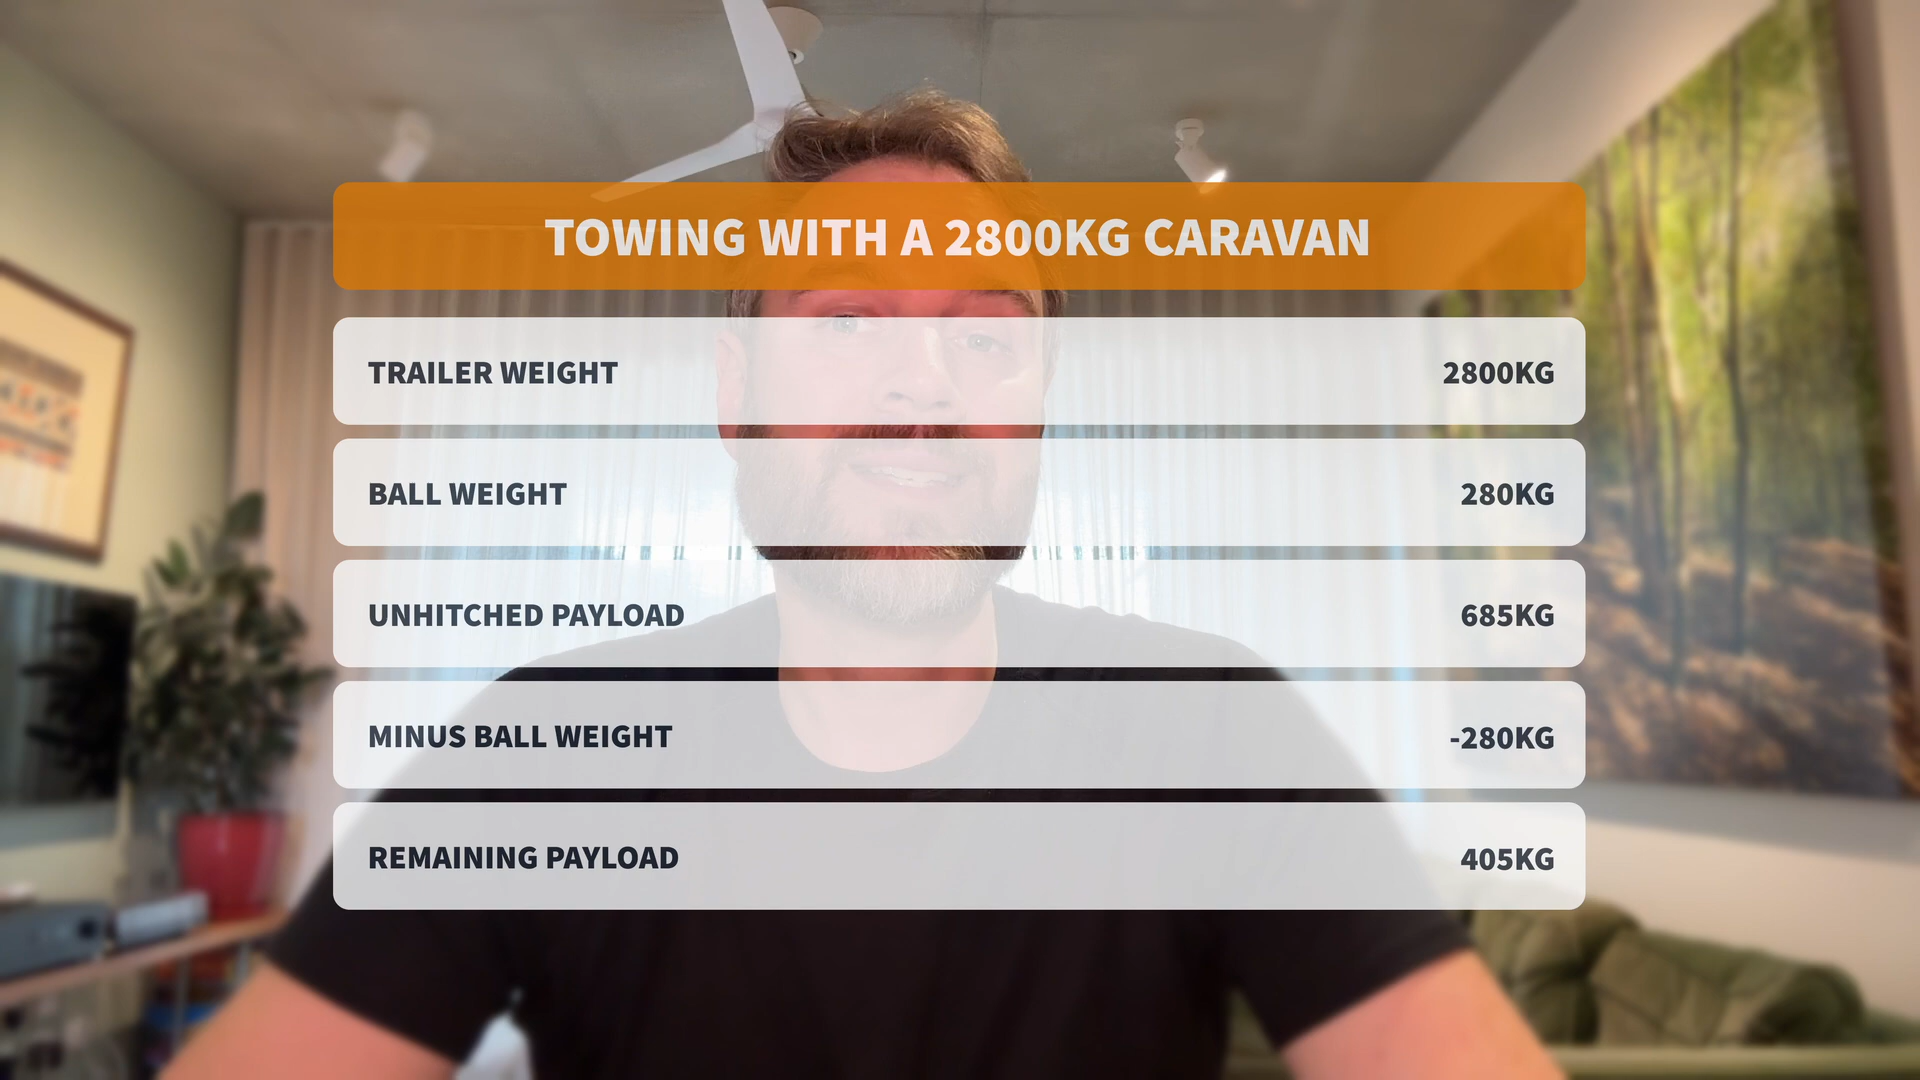 TOWING WITH A 2800KG CARAVAN
TRAILER WEIGHT 2800KG
BALL WEIGHT 280KG
UNHITCHED PAYLOAD 685KG
MINUS BALL WEIGHT -280KG
REMAINING PAYLOAD 405KG